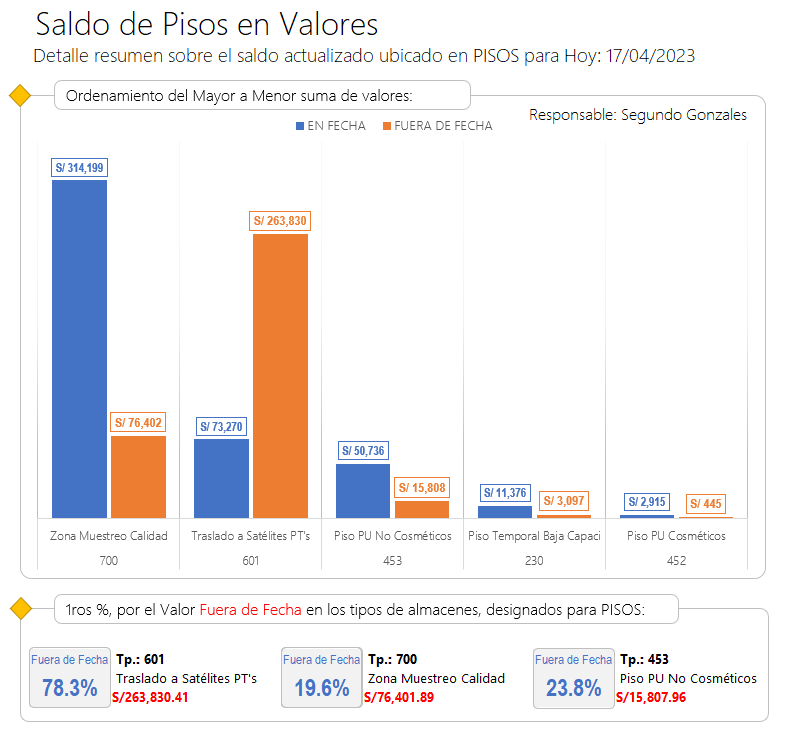 Saldo de Pisos en Valores
Detalle resumen sobre el saldo actualizado ubicado en PISOS para Hoy: 17/04/2023
Ordenamiento del Mayor a Menor suma de valores:
Responsable: Segundo Gonzales
EN FECHA FUERA DE FECHA
S/ 314,199
S/ 263,830
S/ 76,402
S/ 73,270
S/ 50,736
S/ 15,808
S/ 11,376
S/ 3,097
S/ 2,915
S/ 445
Zona Muestreo Calidad Traslado a Satélites PT's Piso PU No Cosméticos Piso Temporal Baja Capaci Piso PU Cosméticos
700 601 453 230 452
1ros %, por el Valor Fuera de Fecha en los tipos de almacenes, designados para PISOS:
Fuera de Fecha
78.3%
Tp.: 601
Traslado a Satélites PT's
S/263,830.41
Fuera de Fecha
19.6%
Tp.: 700
Zona Muestreo Calidad
S/76,401.89
Fuera de Fecha
23.8%
Tp.: 453
Piso PU No Cosméticos
S/15,807.96